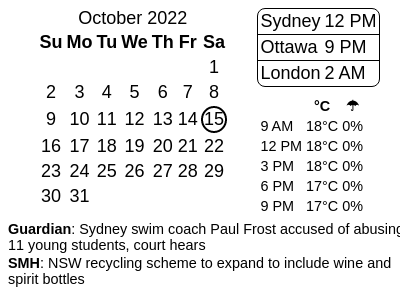 October 2022
Su Mo Tu We Th Fr Sa
1
2 3 4 5 6 7 8
9 10 11 12 13 14 15
16 17 18 19 20 21 22
23 24 25 26 27 28 29
30 31
Sydney 12 PM
Ottawa 9 PM
London 2 AM
°C ☂
9 AM 18°C 0%
12 PM 18°C 0%
3 PM 18°C 0%
6 PM 17°C 0%
9 PM 17°C 0%
Guardian: Sydney swim coach Paul Frost accused of abusing
11 young students, court hears
SMH: NSW recycling scheme to expand to include wine and
spirit bottles